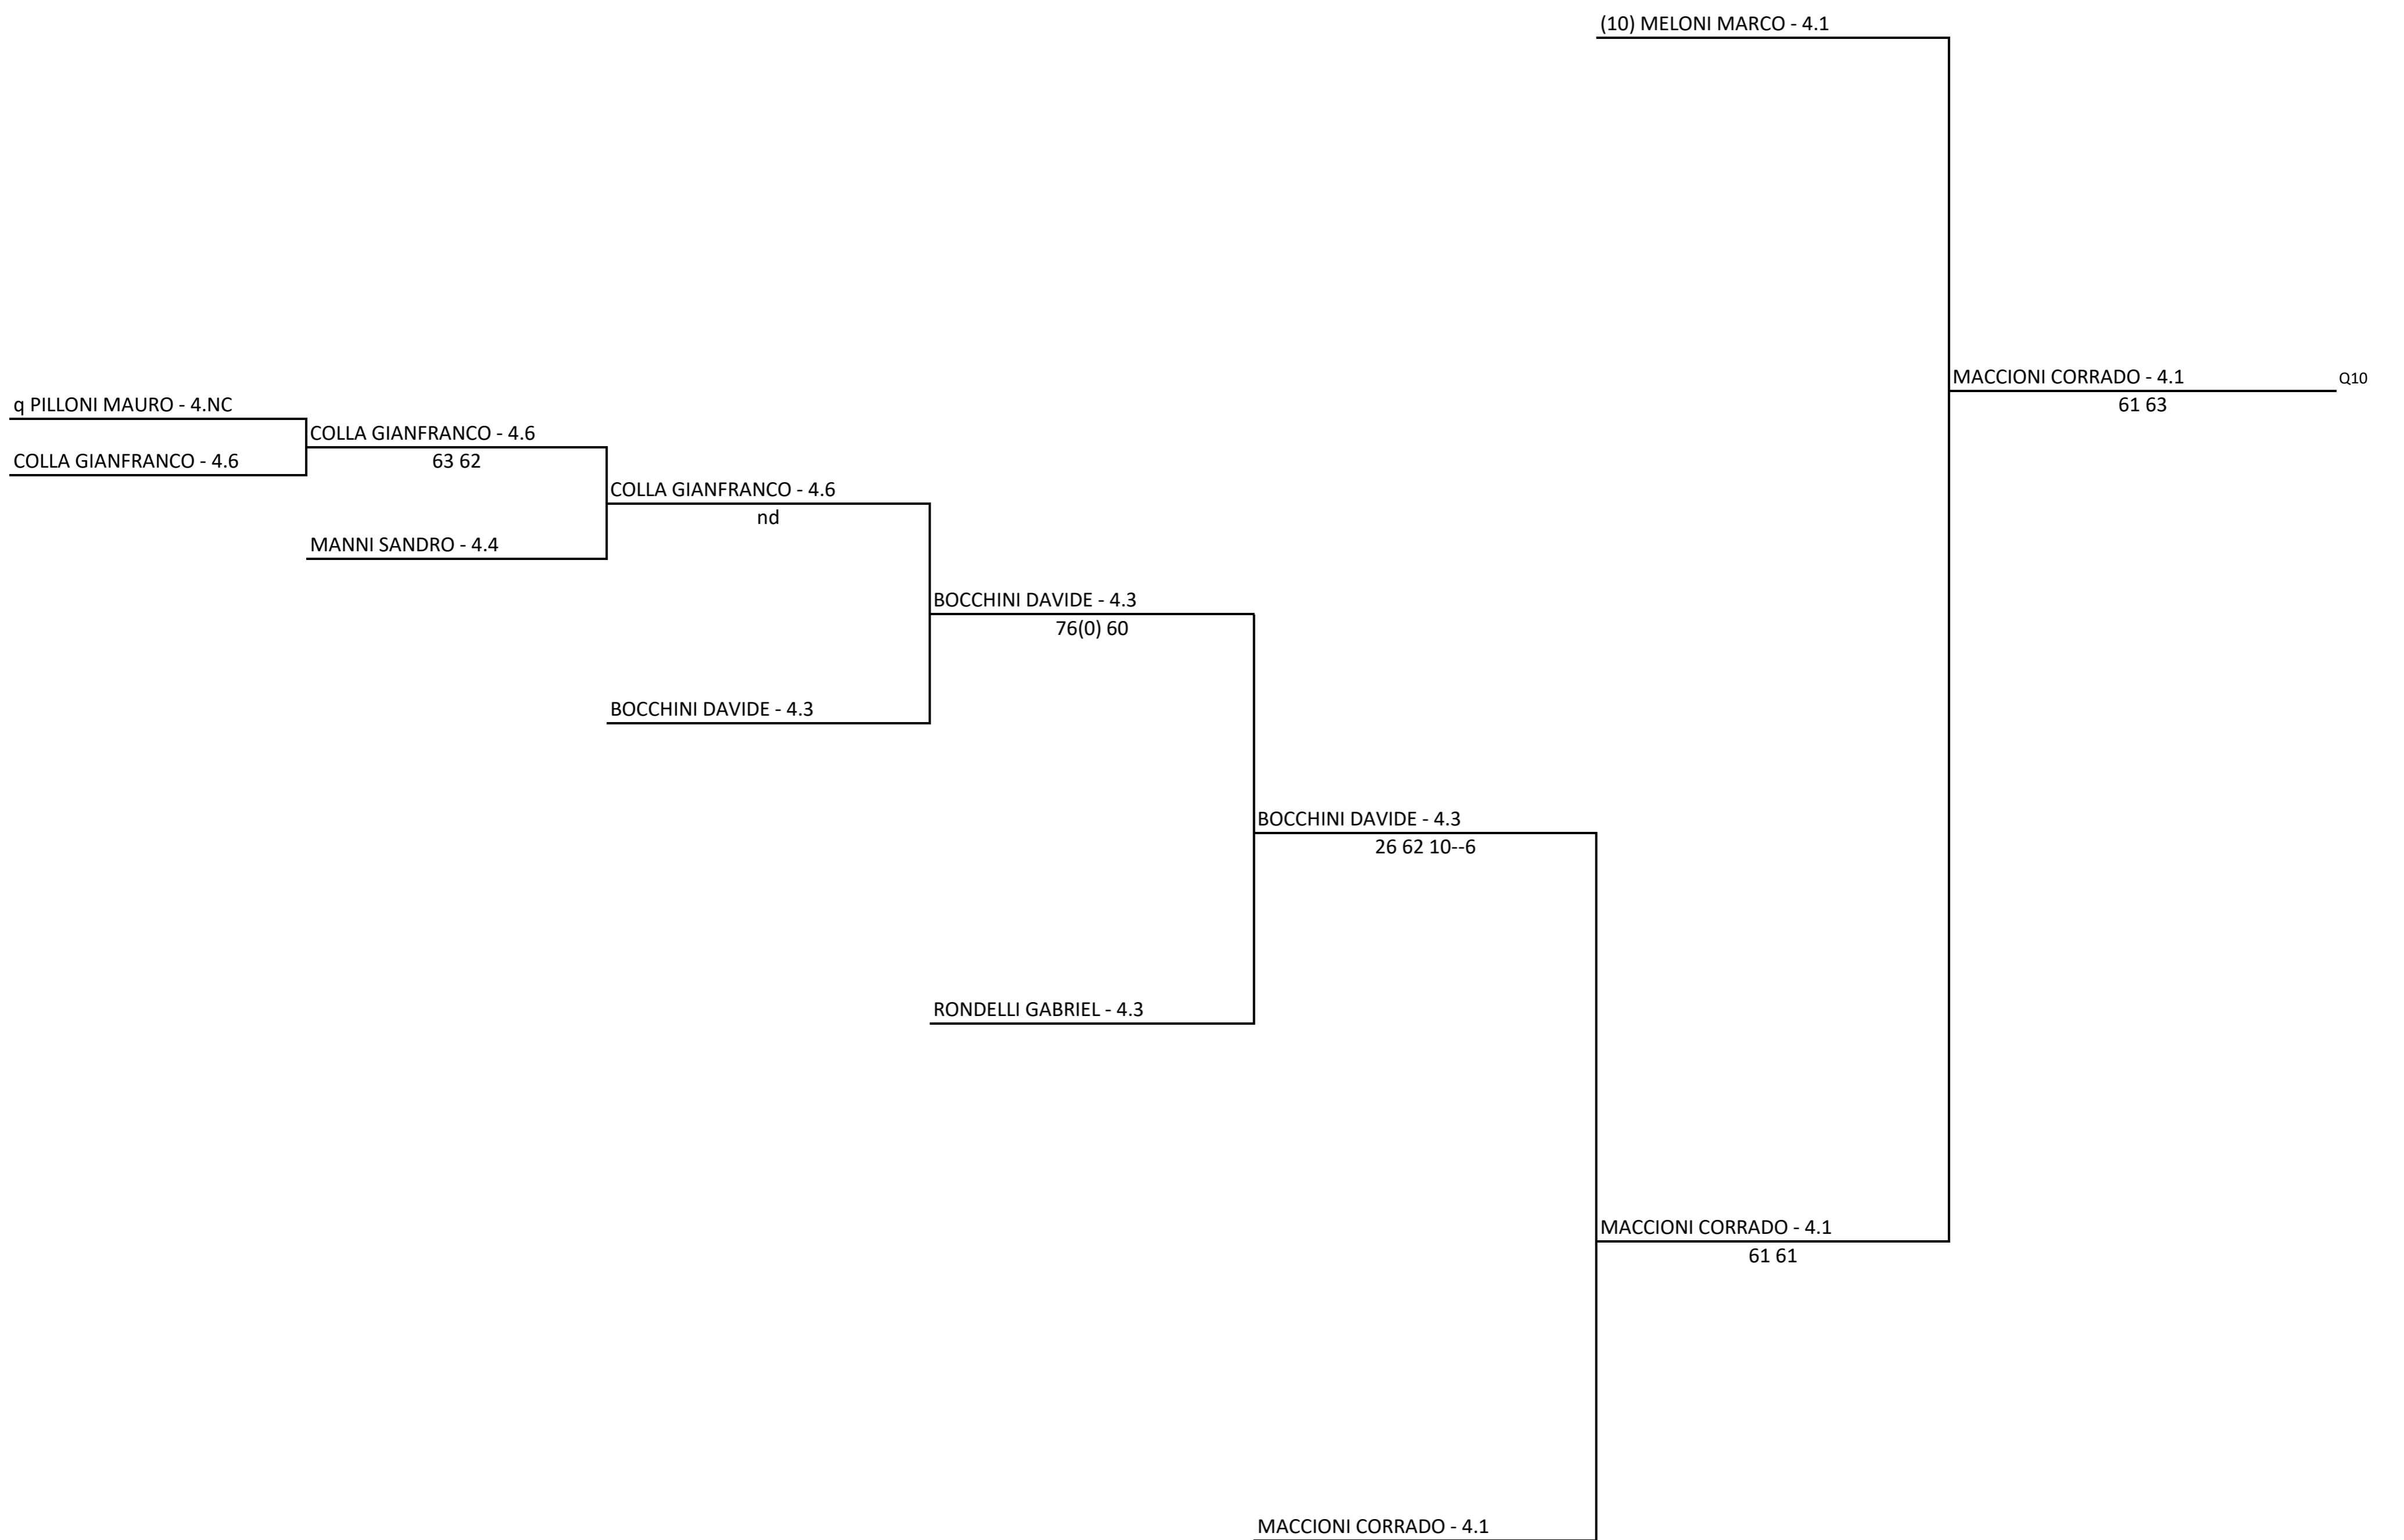 (10) MELONI MARCO - 4.1
MACCIONI CORRADO - 4.1
Q10
61 63
q PILLONI MAURO - 4.NC
COLLA GIANFRANCO - 4.6
COLLA GIANFRANCO - 4.6
63 62
COLLA GIANFRANCO - 4.6
nd
MANNI SANDRO - 4.4
BOCCHINI DAVIDE - 4.3
76(0) 60
BOCCHINI DAVIDE - 4.3
BOCCHINI DAVIDE - 4.3
26 62 10--6
RONDELLI GABRIEL - 4.3
MACCIONI CORRADO - 4.1
61 61
MACCIONI CORRADO - 4.1